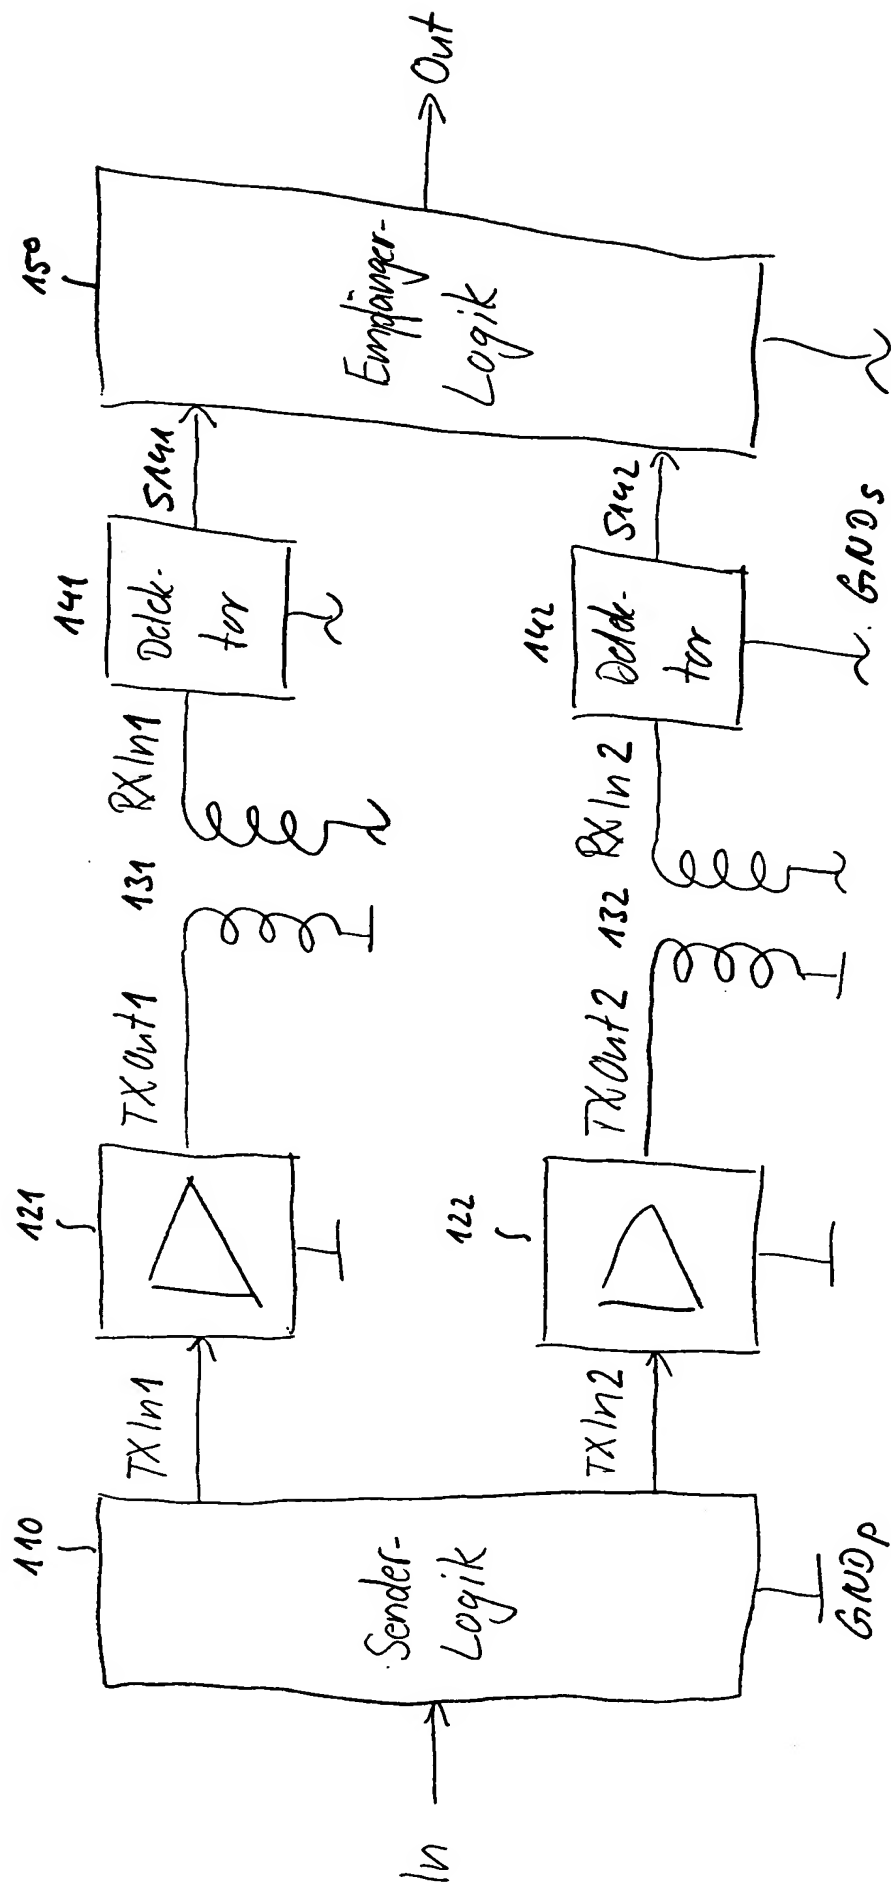 110
121
141
150
TXIn1
TXOut1
131
RXIn1
Detek-
tor
S141
In
Sender-
Logik
Empfänger-
Logik
Out
122
142
TXIn2
TXOut2
132
RXIn2
Detek-
tor
S142
GNDp
GNDs